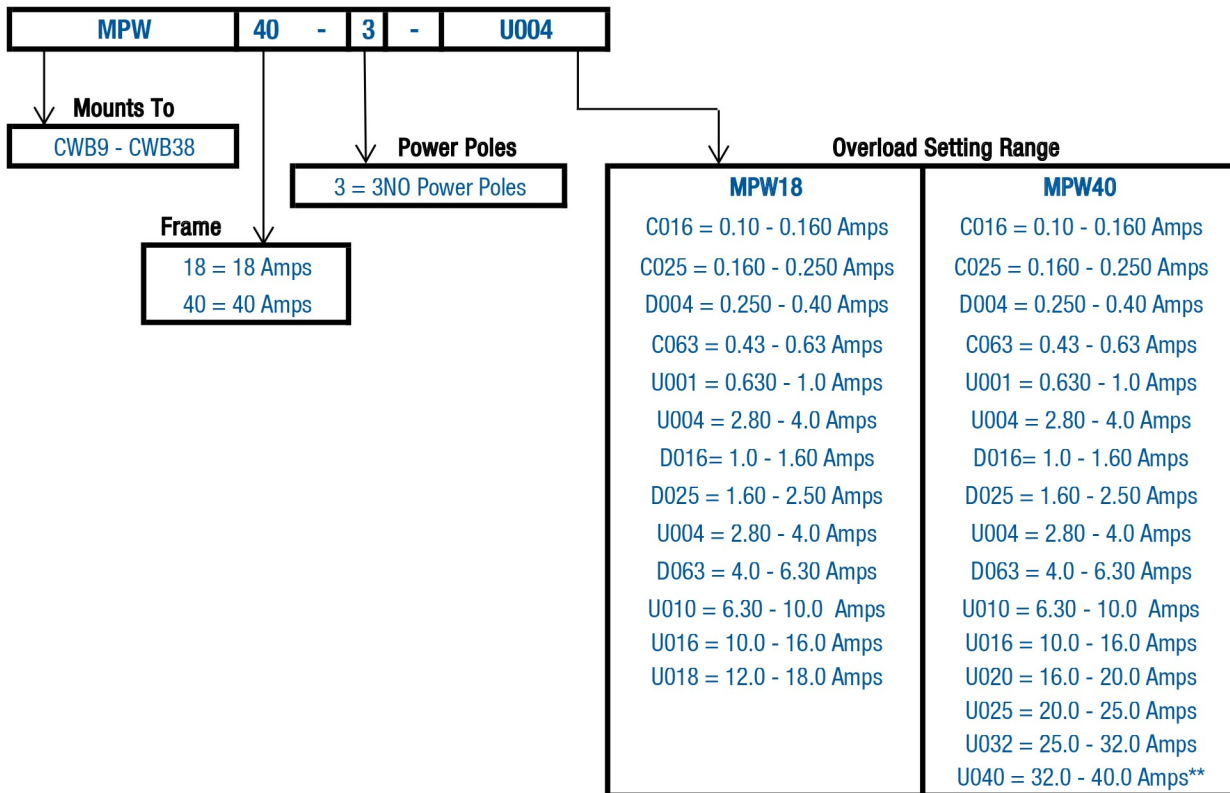 MPW 40 - 3 - U004
Mounts To
CWB9 - CWB38
Power Poles
3 = 3NO Power Poles
Frame
18 = 18 Amps
40 = 40 Amps
Overload Setting Range
MPW18
C016 = 0.10 - 0.160 Amps
C025 = 0.160 - 0.250 Amps
D004 = 0.250 - 0.40 Amps
C063 = 0.43 - 0.63 Amps
U001 = 0.630 - 1.0 Amps
U004 = 2.80 - 4.0 Amps
D016= 1.0 - 1.60 Amps
D025 = 1.60 - 2.50 Amps
U004 = 2.80 - 4.0 Amps
D063 = 4.0 - 6.30 Amps
U010 = 6.30 - 10.0  Amps
U016 = 10.0 - 16.0 Amps
U018 = 12.0 - 18.0 Amps
MPW40
C016 = 0.10 - 0.160 Amps
C025 = 0.160 - 0.250 Amps
D004 = 0.250 - 0.40 Amps
C063 = 0.43 - 0.63 Amps
U001 = 0.630 - 1.0 Amps
U004 = 2.80 - 4.0 Amps
D016= 1.0 - 1.60 Amps
D025 = 1.60 - 2.50 Amps
U004 = 2.80 - 4.0 Amps
D063 = 4.0 - 6.30 Amps
U010 = 6.30 - 10.0  Amps
U016 = 10.0 - 16.0 Amps
U020 = 16.0 - 20.0 Amps
U025 = 20.0 - 25.0 Amps
U032 = 25.0 - 32.0 Amps
U040 = 32.0 - 40.0 Amps**